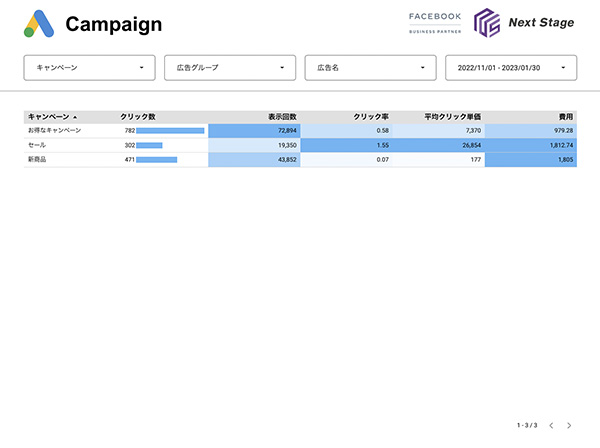 Campaign
FACEBOOK
BUSINESS PARTNER
Next Stage
キャンペーン
広告グループ
広告名
2022/11/01 - 2023/01/30
キャンペーン クリック数 表示回数 クリック率 平均クリック単価 費用
お得なキャンペーン 782 72,894 0.58 7,370 979.28
セール 302 19,350 1.55 26,854 1,812.74
新商品 471 43,852 0.07 177 1,805
1 - 3 / 3